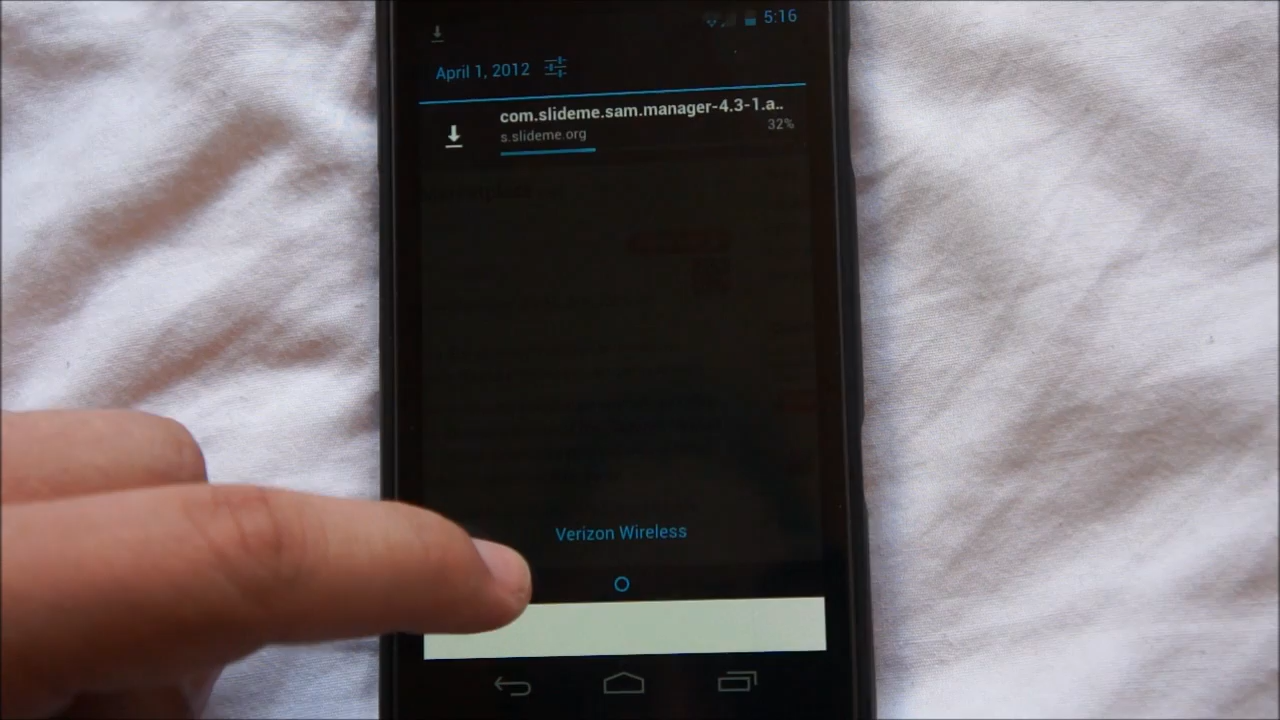 5:16
April 1, 2012
com.slideme.sam.manager-4.3-1.a..
s.slideme.org
32%
Verizon Wireless